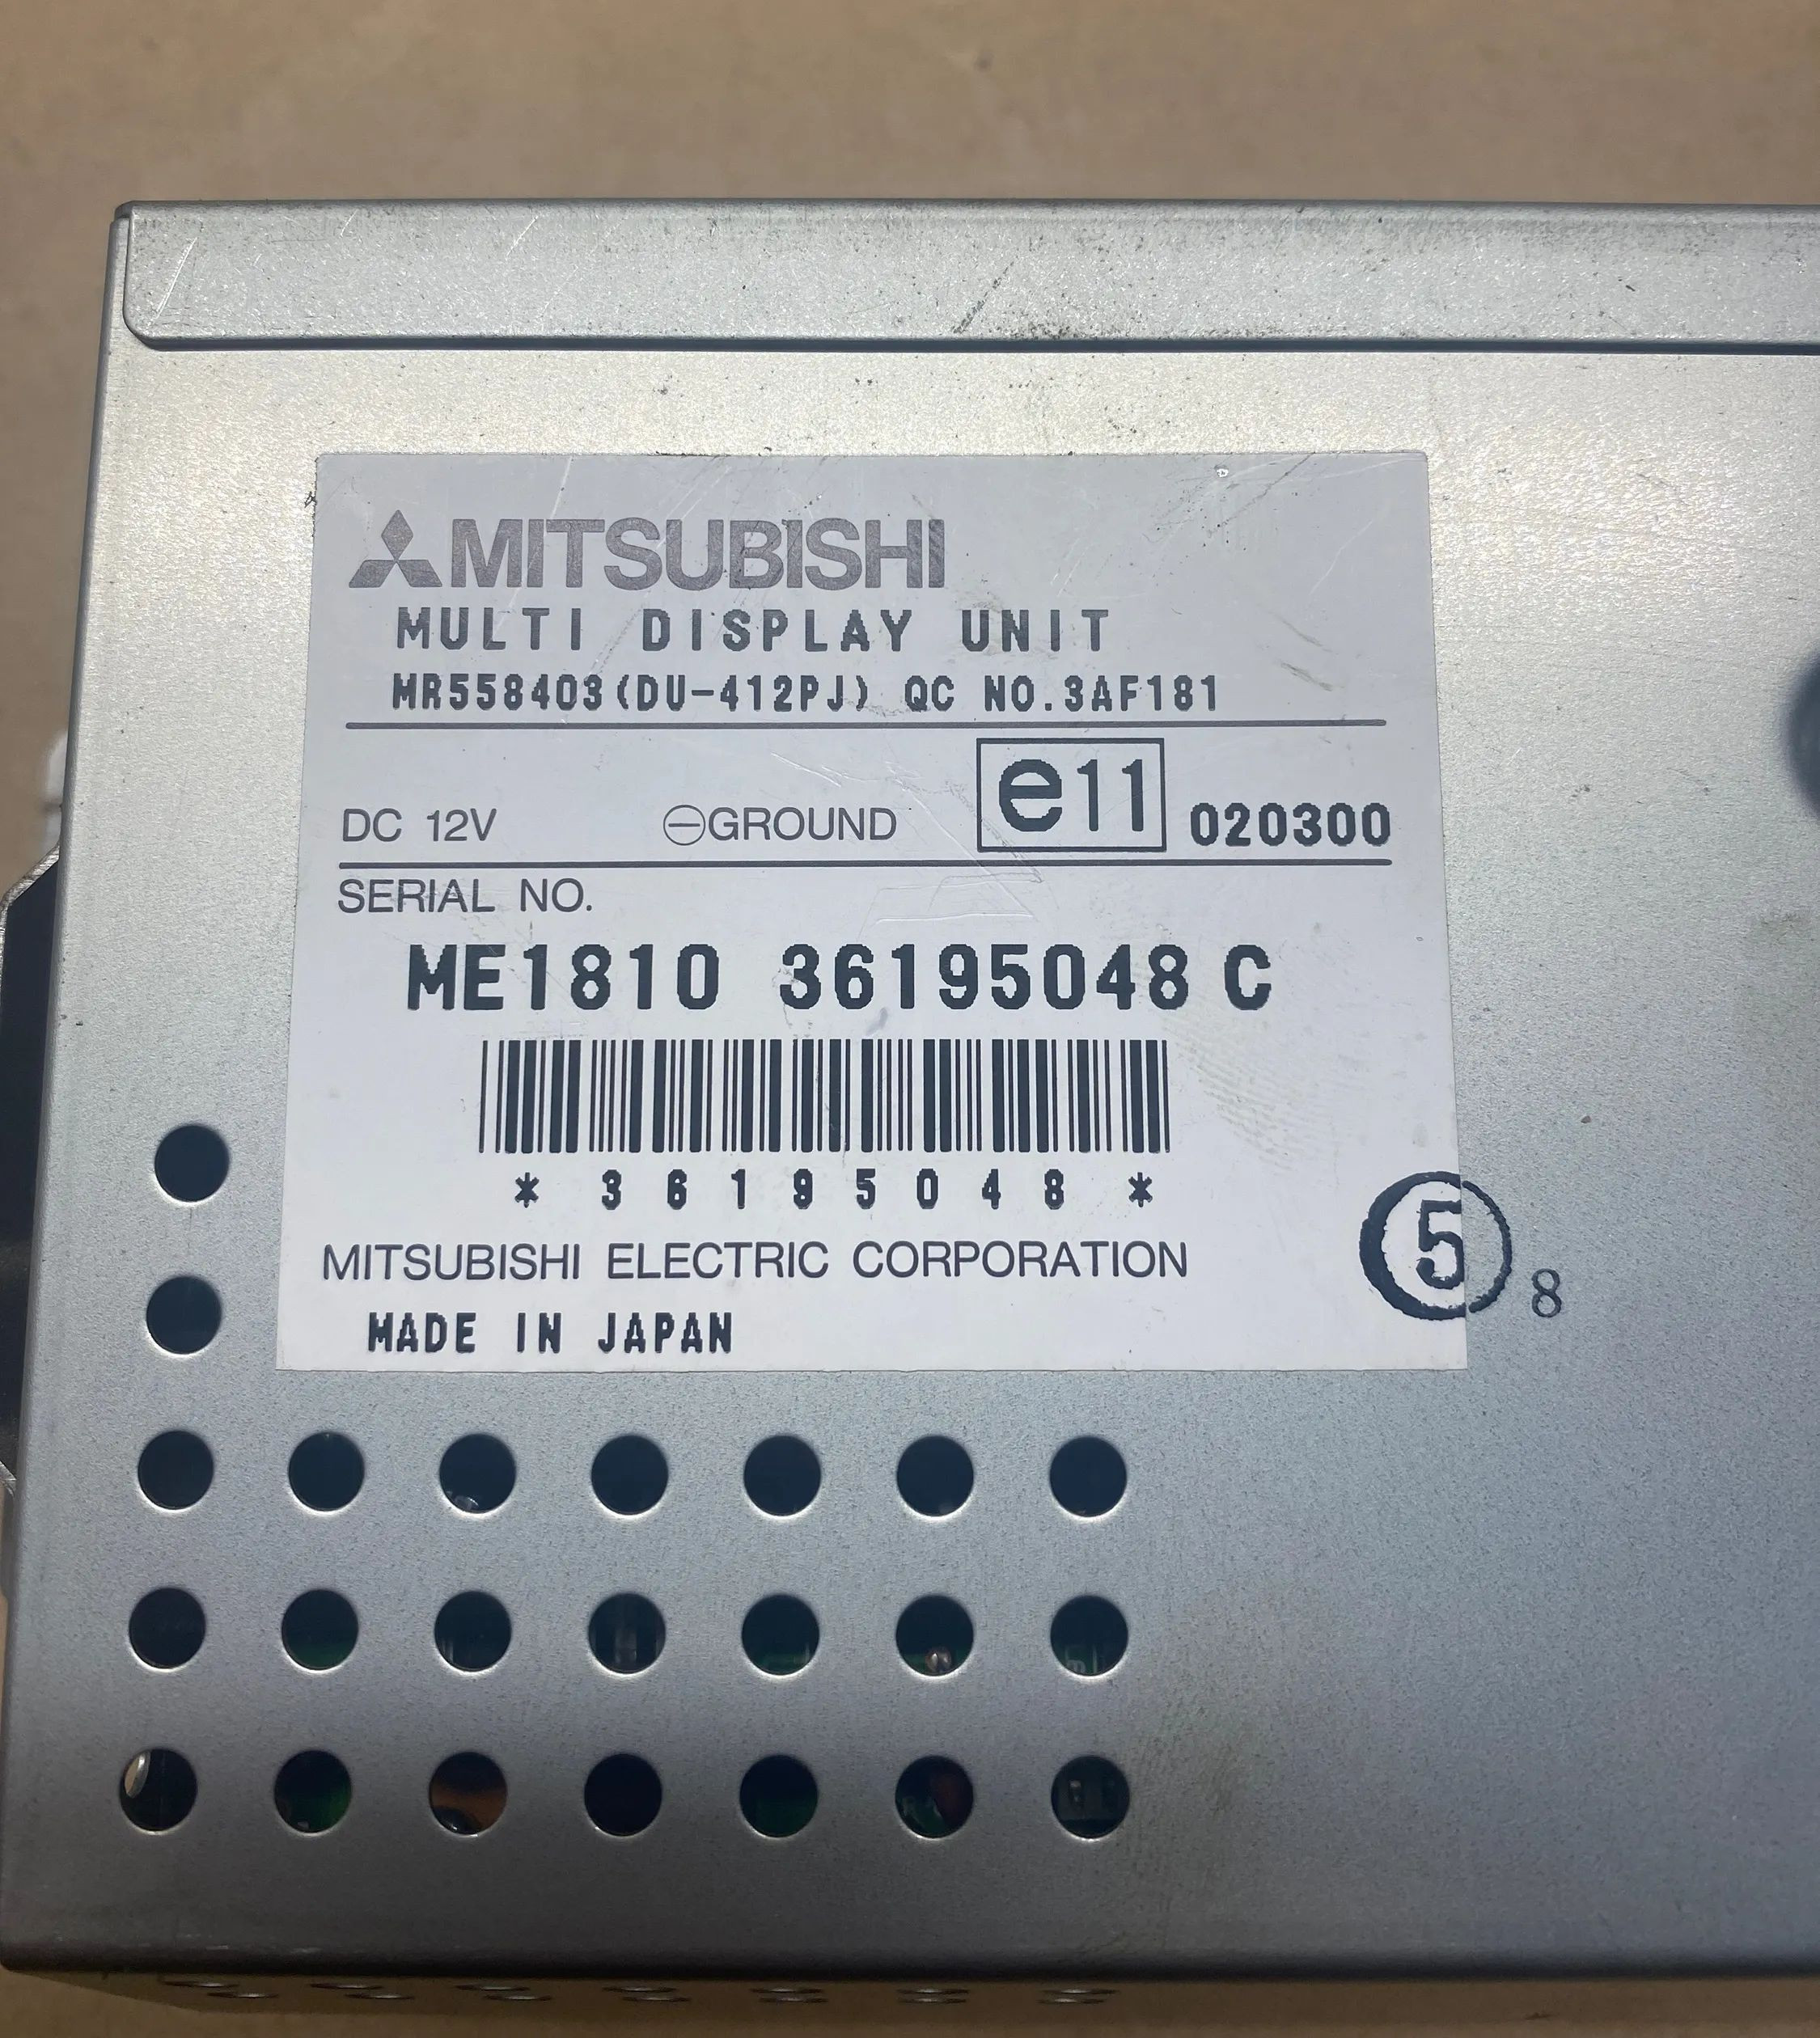 MITSUBISHI
MULTI DISPLAY UNIT
MR558403(DU-412PJ) QC NO.3AF181
DC 12V ⊖GROUND e11 020300
SERIAL NO.
ME1810 36195048 C
* 3 6 1 9 5 0 4 8 *
MITSUBISHI ELECTRIC CORPORATION
MADE IN JAPAN
5
8